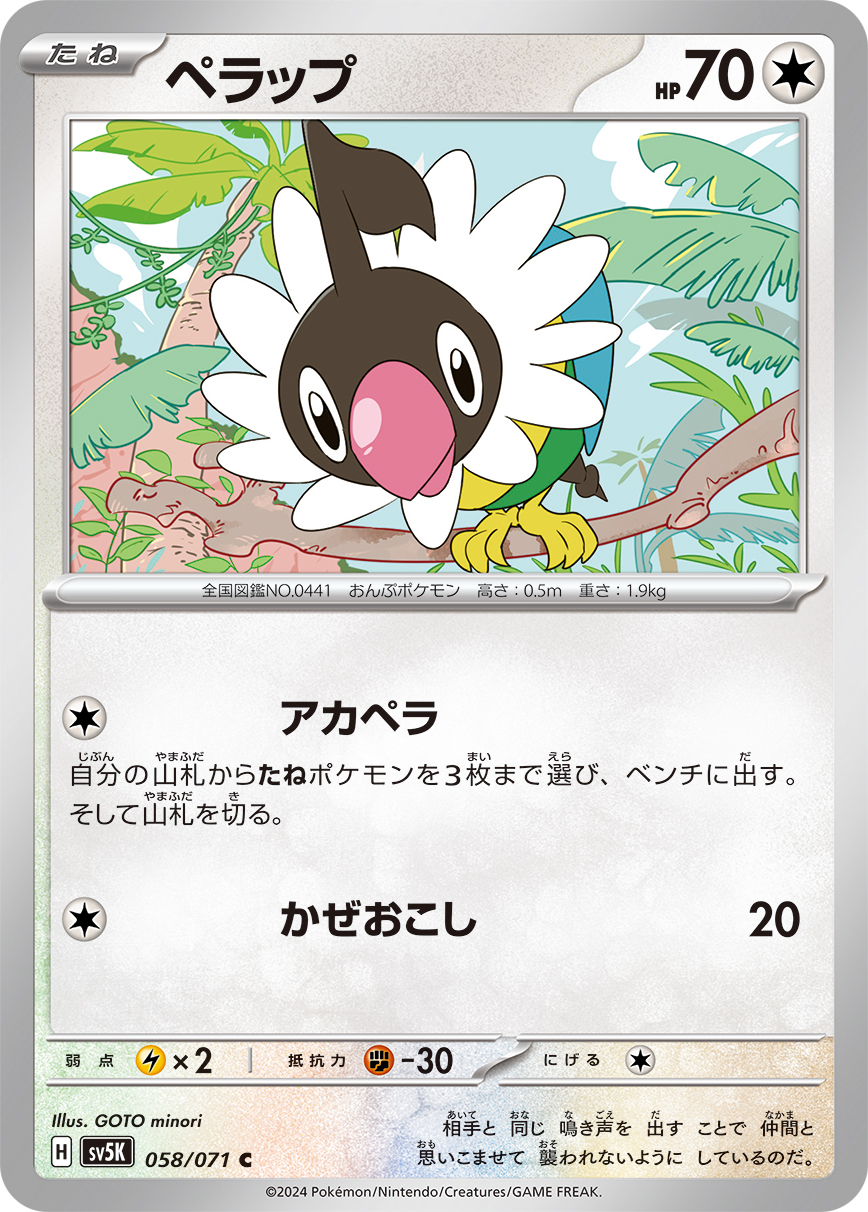 たね
ペラップ
HP70
全国図鑑NO.0441 おんぶポケモン 高さ:0.5m 重さ:1.9kg
アカペラ
自分の山札からたねポケモンを3枚まで選び、ベンチに出す。
そして山札を切る。
かぜおこし 20
弱点 ×2 抵抗力 -30 にげる
Illus. GOTO minori
H sv5K 058/071 C
相手と 同じ 鳴き声を 出す ことで 仲間と
思いこませて 襲われないように しているのだ。
©2024 Pokémon/Nintendo/Creatures/GAME FREAK.